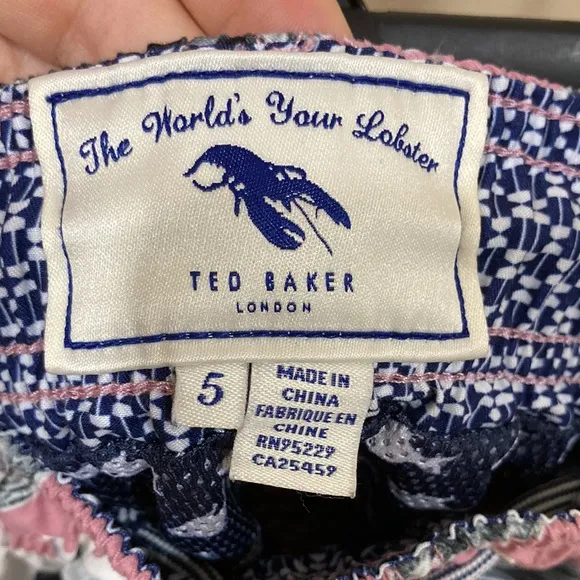 The World's Your Lobster
TED BAKER
LONDON
5
MADE IN
CHINA
FABRIQUE EN
CHINE
RN95229
CA25459